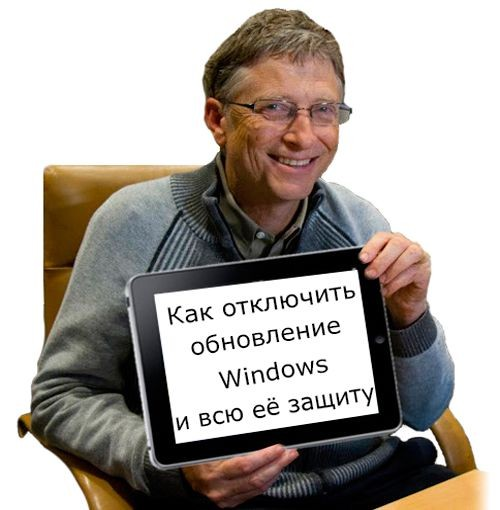 Как отключить
обновление
Windows
и всю её защиту